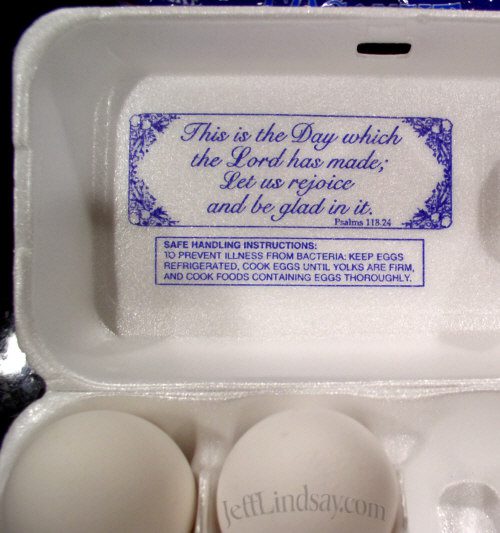 This is the Day which
the Lord has made;
Let us rejoice
and be glad in it.
Psalms 118.24
SAFE HANDLING INSTRUCTIONS:
TO PREVENT ILLNESS FROM BACTERIA: KEEP EGGS
REFRIGERATED, COOK EGGS UNTIL YOLKS ARE FIRM,
AND COOK FOODS CONTAINING EGGS THOROUGHLY.
JeffLindsay.com